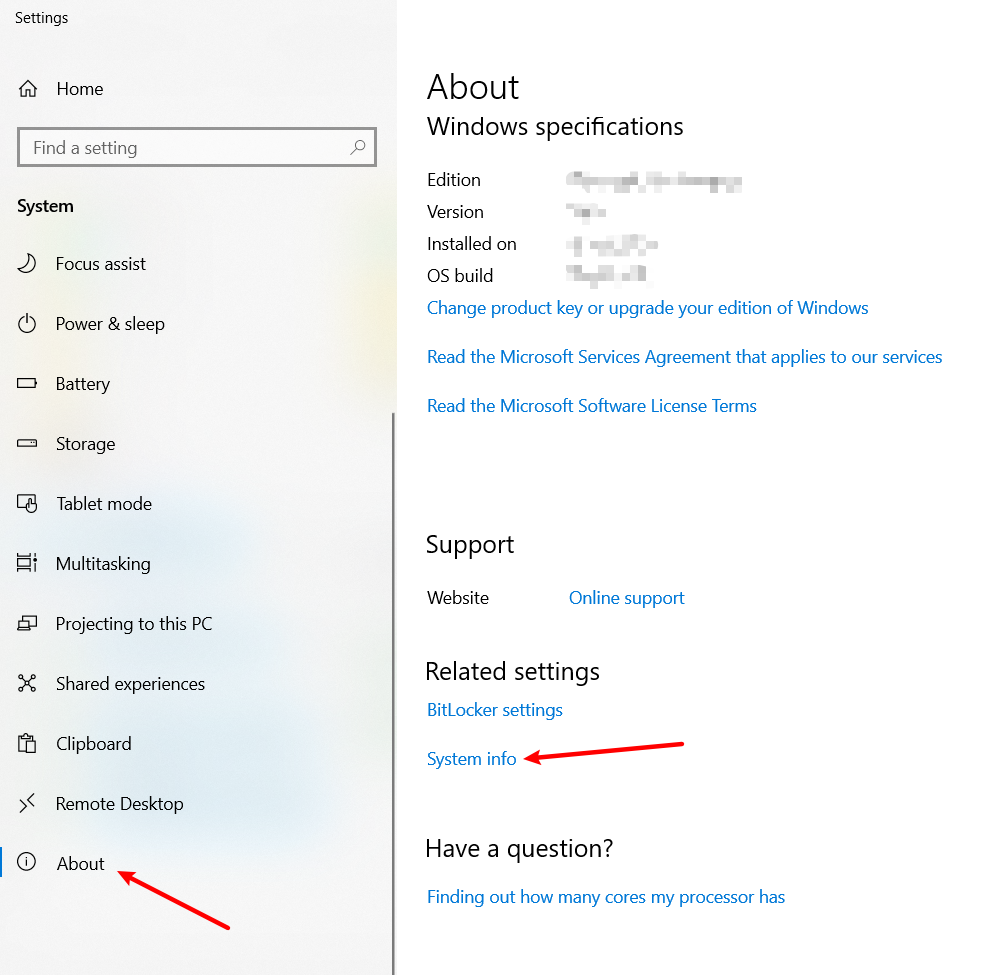 Settings
Home
Find a setting
System
Focus assist
Power & sleep
Battery
Storage
Tablet mode
Multitasking
Projecting to this PC
Shared experiences
Clipboard
Remote Desktop
About
About
Windows specifications
Edition
Version
Installed on
OS build
Change product key or upgrade your edition of Windows
Read the Microsoft Services Agreement that applies to our services
Read the Microsoft Software License Terms
Support
Website Online support
Related settings
BitLocker settings
System info
Have a question?
Finding out how many cores my processor has